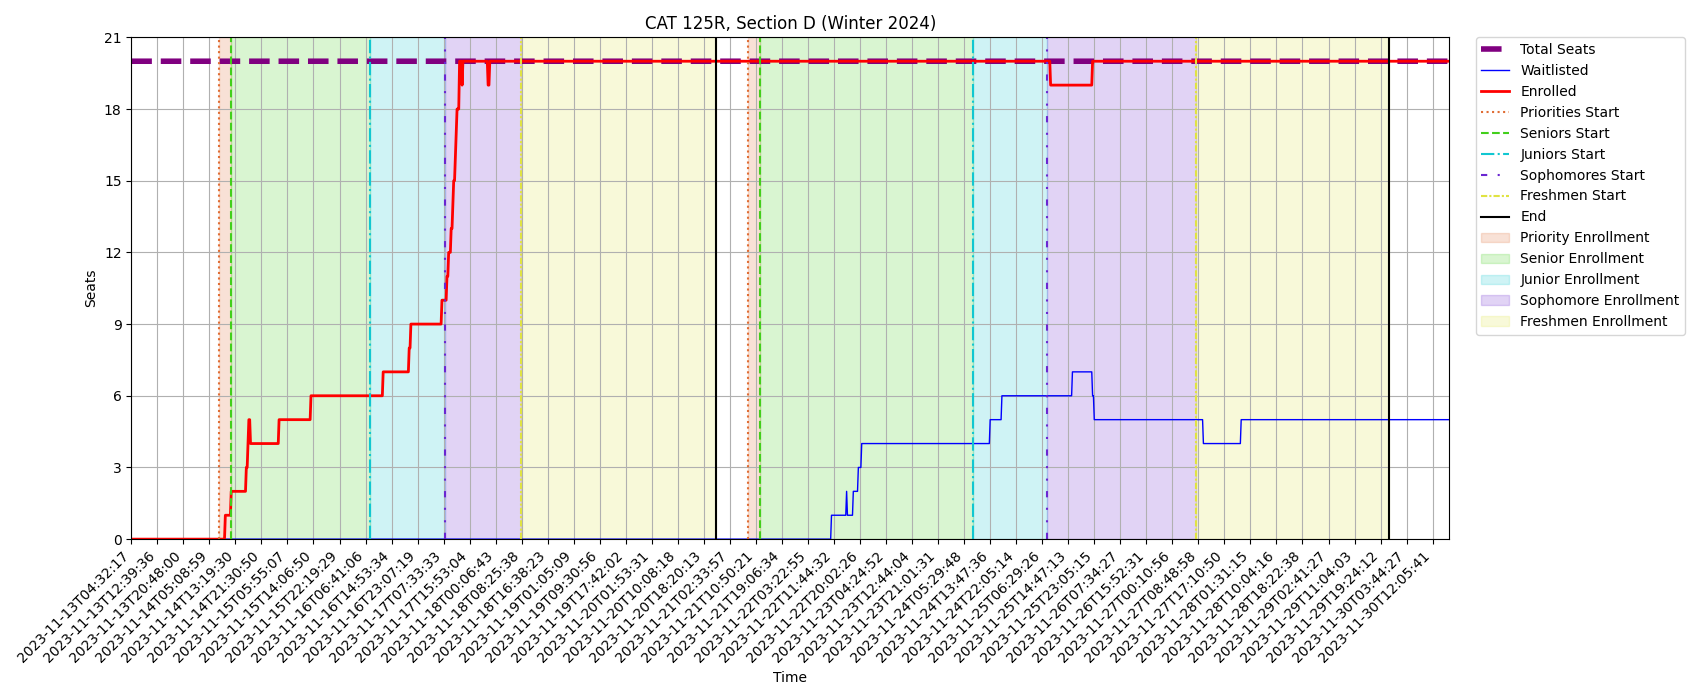 CAT 125R, Section D (Winter 2024)
Seats
21
18
15
12
9
6
3
0
2023-11-13T04:32:17
2023-11-13T12:39:36
2023-11-13T20:48:00
2023-11-14T05:08:59
2023-11-14T13:19:30
2023-11-14T21:30:50
2023-11-15T05:55:07
2023-11-15T14:06:50
2023-11-15T22:19:29
2023-11-16T06:41:06
2023-11-16T14:53:34
2023-11-16T23:07:19
2023-11-17T07:33:33
2023-11-17T15:53:04
2023-11-18T00:06:43
2023-11-18T08:25:38
2023-11-18T16:38:23
2023-11-19T01:05:09
2023-11-19T09:30:56
2023-11-19T17:42:02
2023-11-20T01:53:31
2023-11-20T10:08:18
2023-11-20T18:20:13
2023-11-21T02:33:57
2023-11-21T10:50:21
2023-11-21T19:06:34
2023-11-22T03:22:55
2023-11-22T11:44:32
2023-11-22T20:02:26
2023-11-23T04:24:52
2023-11-23T12:44:04
2023-11-23T21:01:31
2023-11-24T05:29:48
2023-11-24T13:47:36
2023-11-24T22:05:14
2023-11-25T06:29:26
2023-11-25T14:47:13
2023-11-25T23:05:15
2023-11-26T07:34:27
2023-11-26T15:52:31
2023-11-27T00:10:56
2023-11-27T08:48:58
2023-11-27T17:10:50
2023-11-28T01:31:15
2023-11-28T10:04:16
2023-11-28T18:22:38
2023-11-29T02:41:27
2023-11-29T11:04:03
2023-11-29T19:24:12
2023-11-30T03:44:27
2023-11-30T12:05:41
Time
Total Seats
Waitlisted
Enrolled
Priorities Start
Seniors Start
Juniors Start
Sophomores Start
Freshmen Start
End
Priority Enrollment
Senior Enrollment
Junior Enrollment
Sophomore Enrollment
Freshmen Enrollment